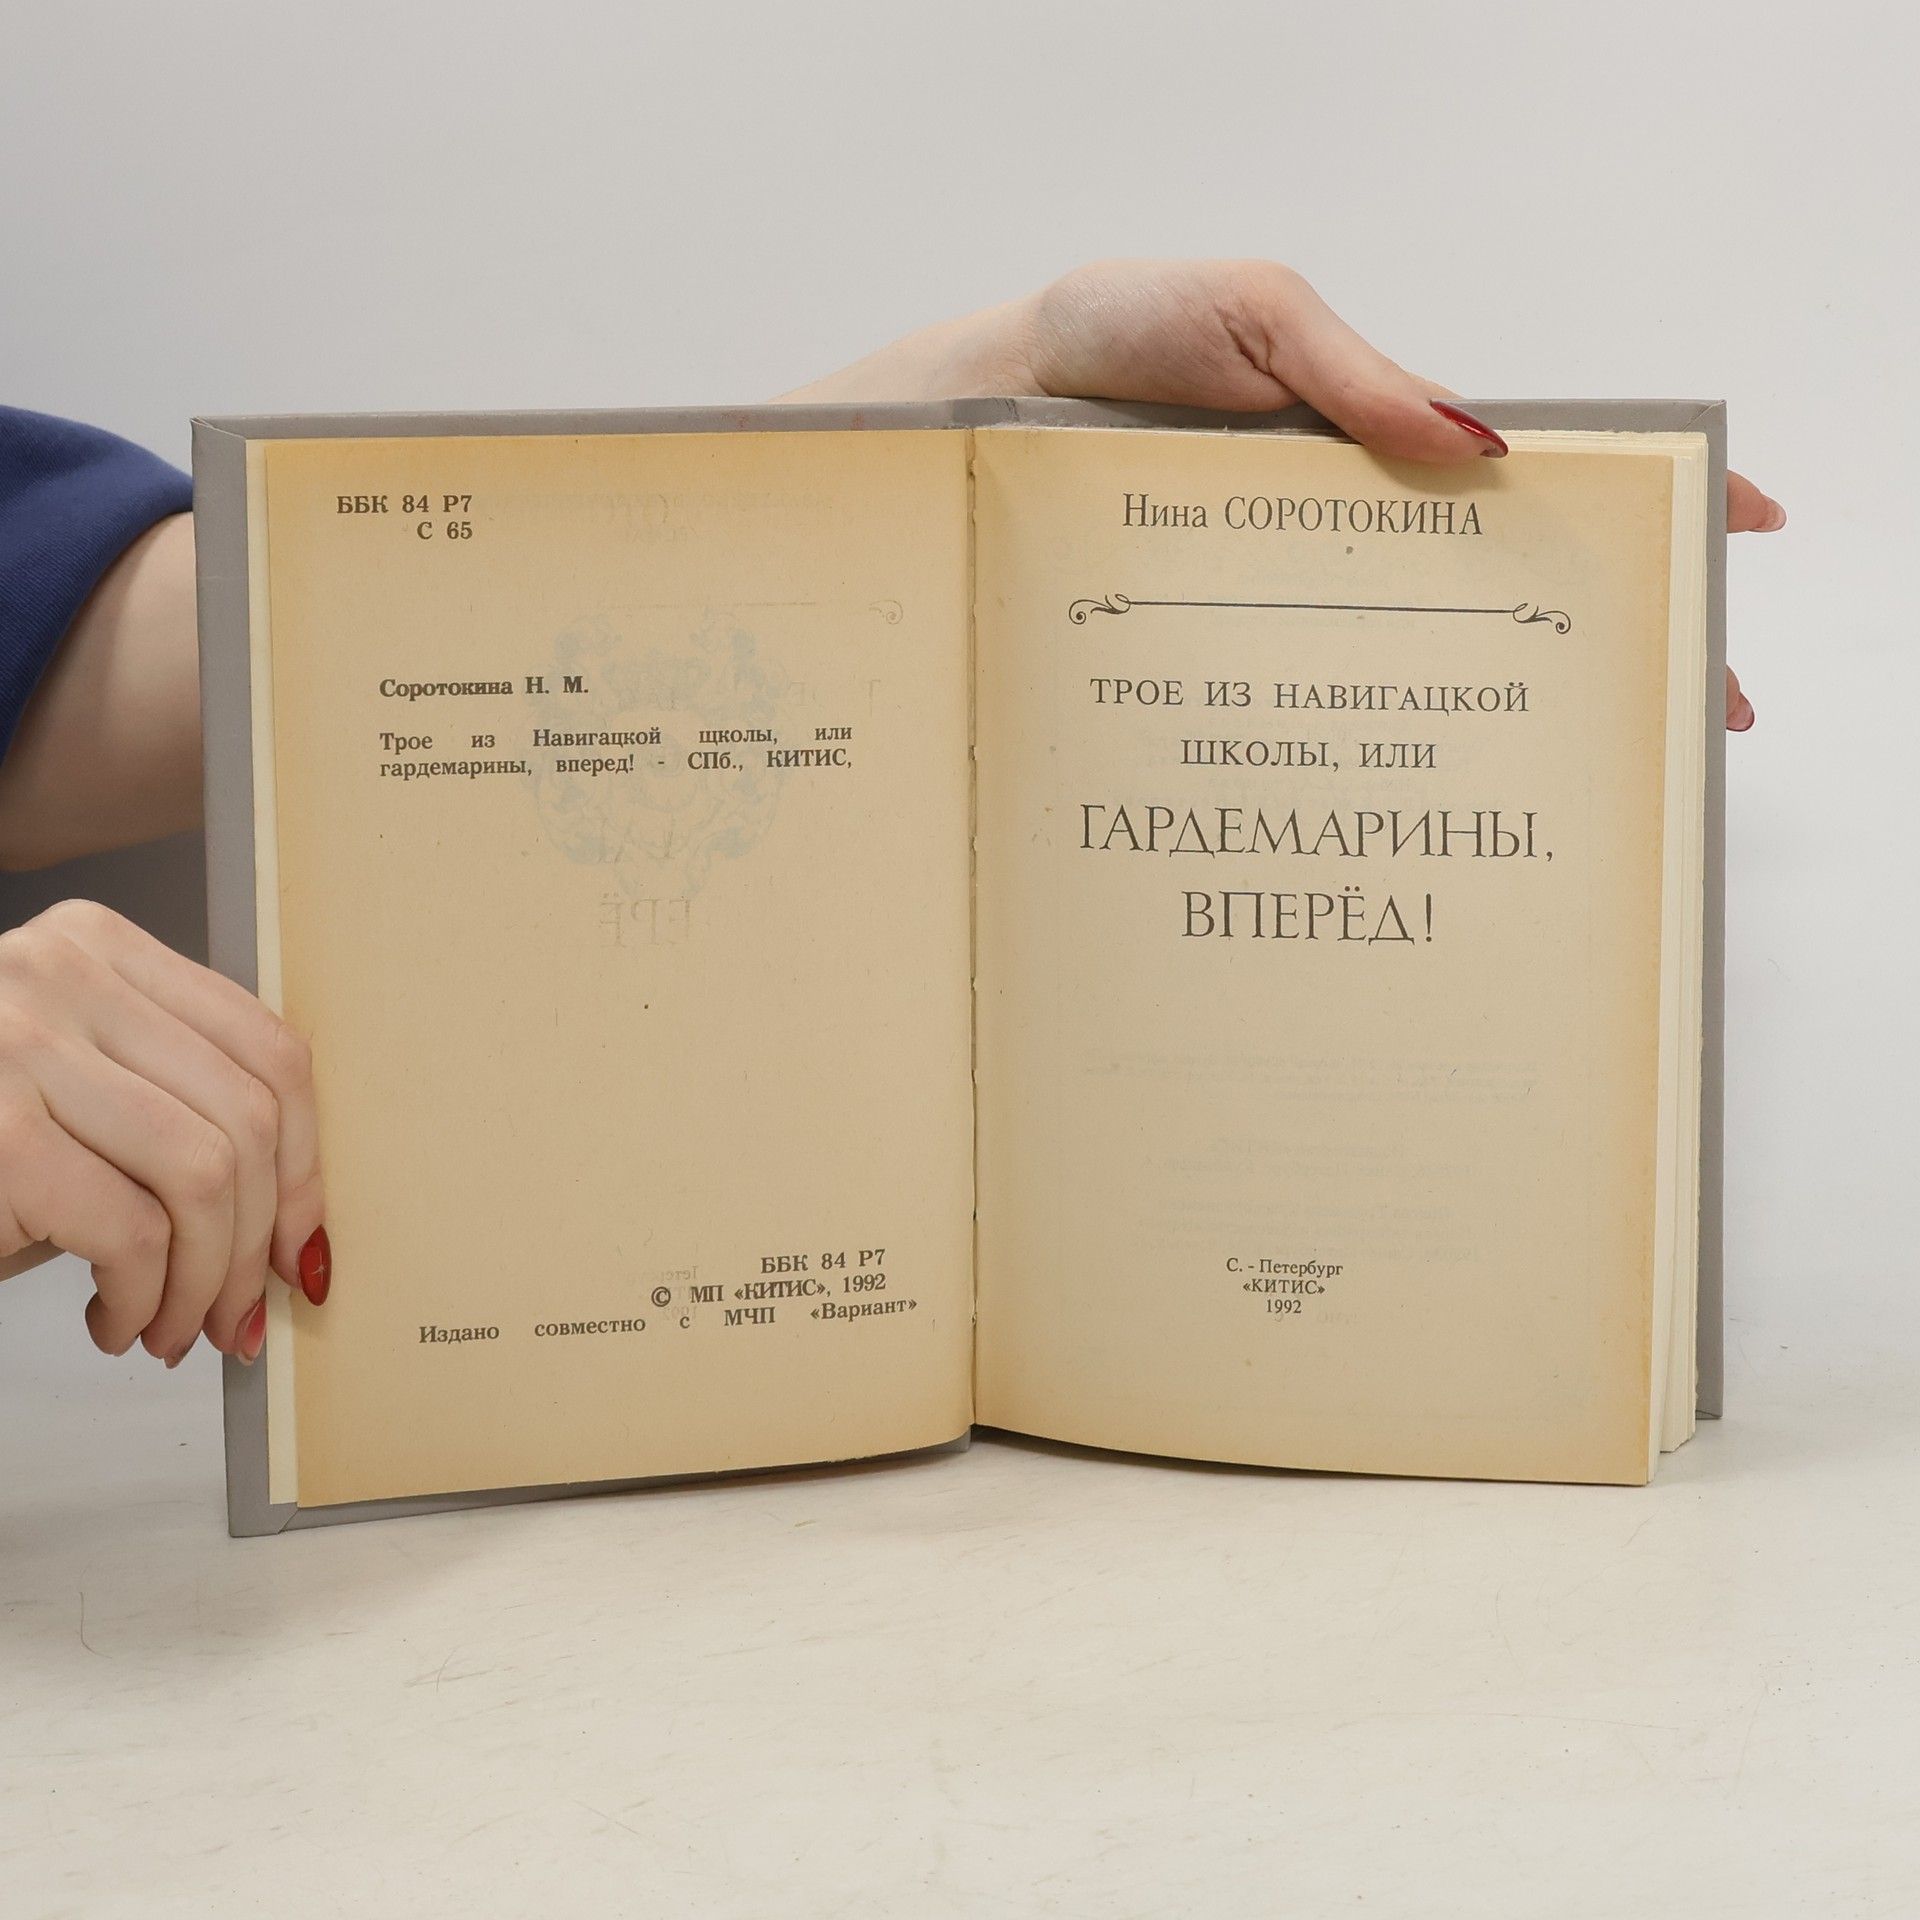 ББК 84 Р7
С 65
Соротокина Н. М.
Трое из Навигацкой щколы, или
гардемарины, вперед! - СПб., КИТИС,
ББК 84 Р7
© МП «КИТИС», 1992
Издано совместно с МЧП «Вариант»
Нина СОРОТОКИНА
ТРОЕ ИЗ НАВИГАЦКОЙ
ШКОЛЫ, ИЛИ
ГАРДЕМАРИНЫ,
ВПЕРЁД!
С. - Петербург
«КИТИС»
1992